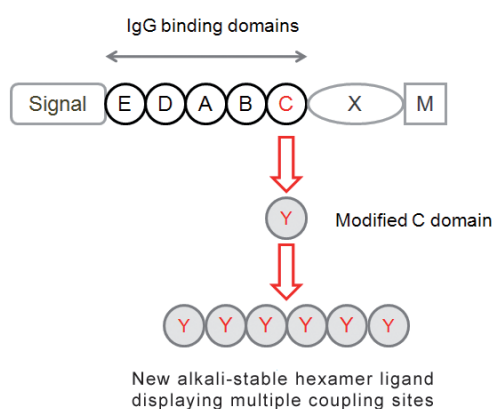 IgG binding domains
Signal E D A B C X M
Y
Modified C domain
Y Y Y Y Y Y
New alkali-stable hexamer ligand
displaying multiple coupling sites